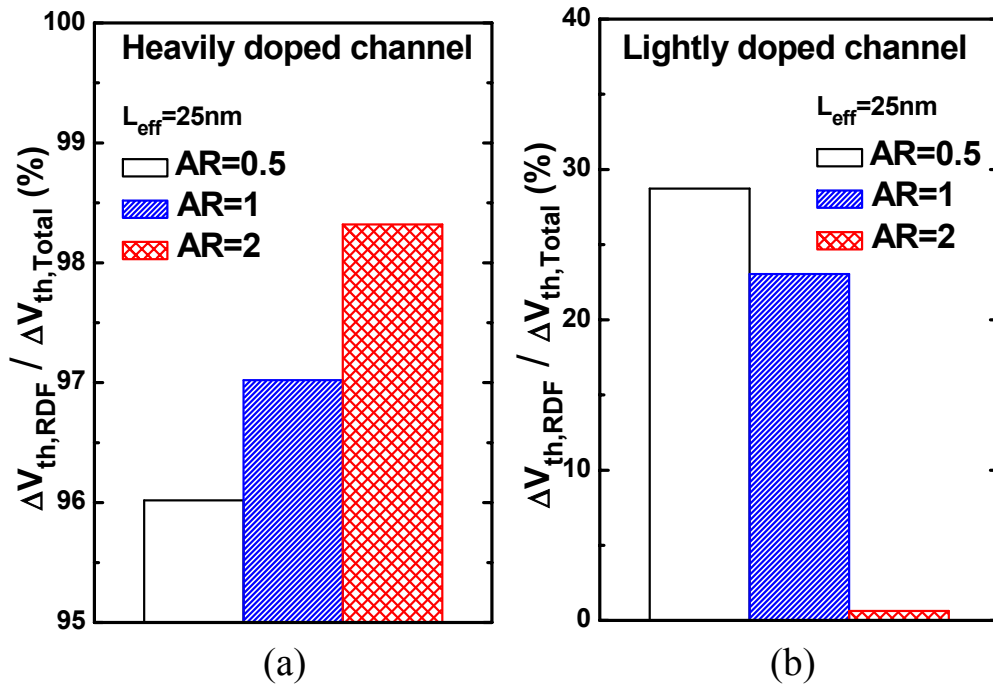 Heavily doped channel
L_eff=25nm
AR=0.5
AR=1
AR=2
100
99
98
97
96
95
ΔV_th,RDF / ΔV_th,Total (%)
(a)
Lightly doped channel
L_eff=25nm
AR=0.5
AR=1
AR=2
40
30
20
10
0
ΔV_th,RDF / ΔV_th,Total (%)
(b)